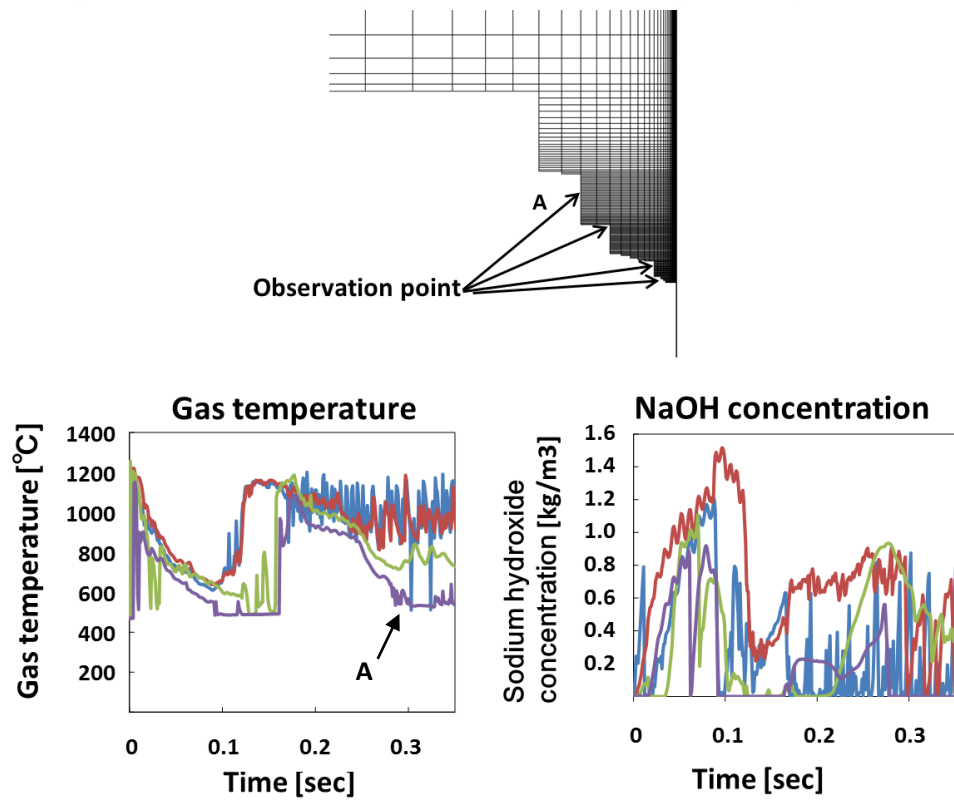 A
Observation point
Gas temperature
Gas temperature [℃]
1400
1200
1000
800
600
400
200
0
0.1
0.2
0.3
Time [sec]
A
NaOH concentration
Sodium hydroxide
concentration [kg/m3]
1.6
1.4
1.2
1.0
0.8
0.6
0.4
0.2
0
0.1
0.2
0.3
Time [sec]